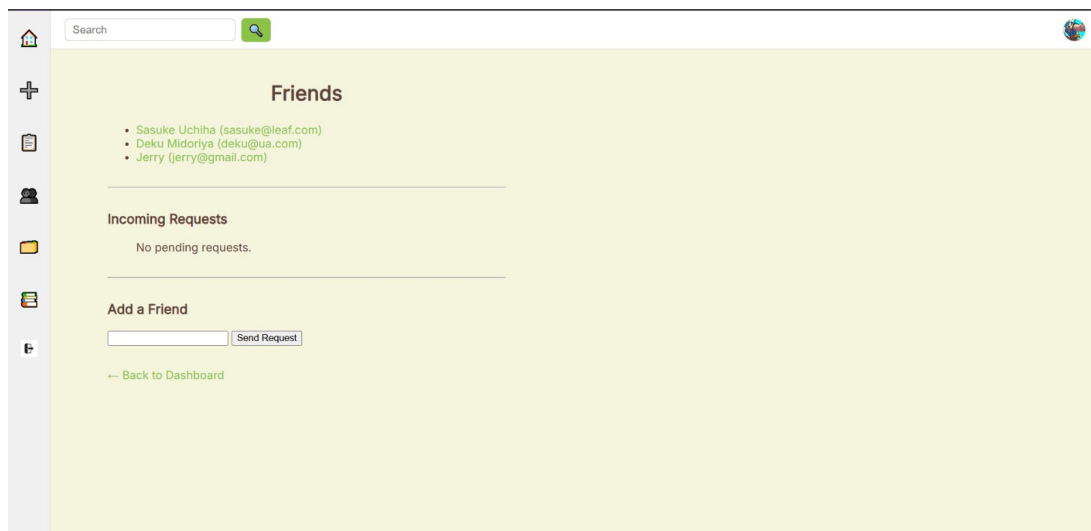 Search
Friends
• Sasuke Uchiha (sasuke@leaf.com)
• Deku Midoriya (deku@ua.com)
• Jerry (jerry@gmail.com)
Incoming Requests
No pending requests.
Add a Friend
Send Request
← Back to Dashboard